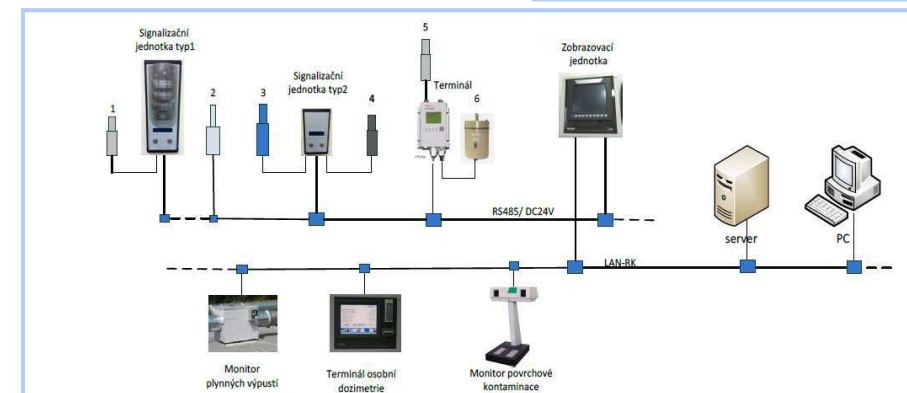 Signalizační
jednotka typ1
1
2
3
Signalizační
jednotka typ2
4
5
Terminál
6
Zobrazovací
jednotka
RS485/ DC24V
server
PC
LAN-RK
Monitor
plynných výpustí
Terminál osobní
dozimetrie
Monitor povrchové
kontaminace